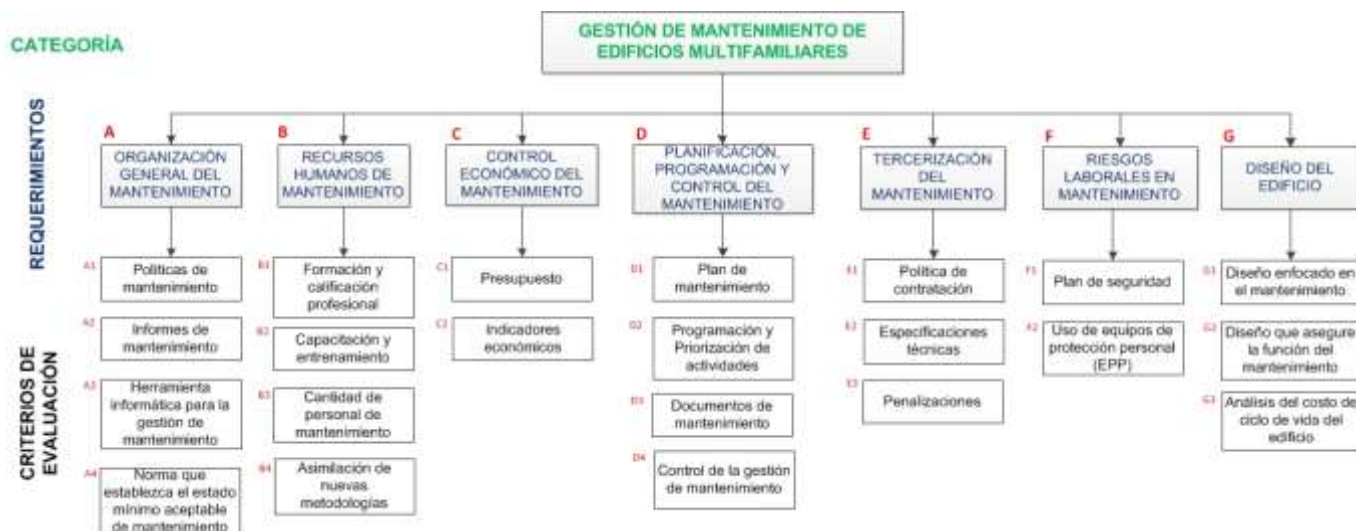 CATEGORÍA
GESTIÓN DE MANTENIMIENTO DE
EDIFICIOS MULTIFAMILIARES
REQUERIMIENTOS
A
ORGANIZACIÓN
GENERAL DEL
MANTENIMIENTO
B
RECURSOS
HUMANOS DE
MANTENIMIENTO
C
CONTROL
ECONÓMICO DEL
MANTENIMIENTO
D
PLANIFICACIÓN,
PROGRAMACIÓN Y
CONTROL DEL
MANTENIMIENTO
E
TERCERIZACIÓN
DEL
MANTENIMIENTO
F
RIESGOS
LABORALES EN
MANTENIMIENTO
G
DISEÑO DEL
EDIFICIO
CRITERIOS DE
EVALUACIÓN
A1
Políticas de
mantenimiento
A2
Informes de
mantenimiento
A3
Herramienta
informática para la
gestión de
mantenimiento
A4
Norma que
establezca el estado
mínimo aceptable
de mantenimiento
B1
Formación y
calificación
profesional
B2
Capacitación y
entrenamiento
B3
Cantidad de
personal de
mantenimiento
B4
Asimilación de
nuevas
metodologías
C1
Presupuesto
C2
Indicadores
económicos
D1
Plan de
mantenimiento
D2
Programación y
Priorización de
actividades
D3
Documentos de
mantenimiento
D4
Control de la gestión
de mantenimiento
E1
Política de
contratación
E2
Especificaciones
técnicas
E3
Penalizaciones
F1
Plan de seguridad
Uso de equipos de
protección personal
(EPP)
G1
Diseño enfocado en
el mantenimiento
G2
Diseño que asegure
la función del
mantenimiento
G3
Análisis del costo de
ciclo de vida del
edificio